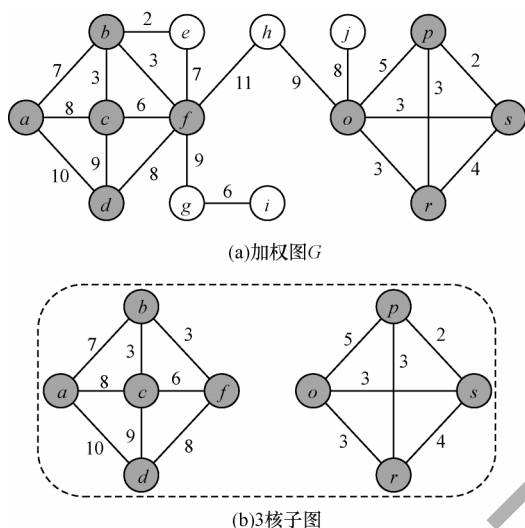 b 2 e h j p
7 3 3 7 11 9 8 5 3 2
a 8 c 6 f o 3 s
10 9 8 9 3 4
d g 6 i r
(a)加权图G
b p
7 3 3 5 3 2
a 8 c 6 f o 3 s
10 9 8 3 4
d r
(b)3核子图